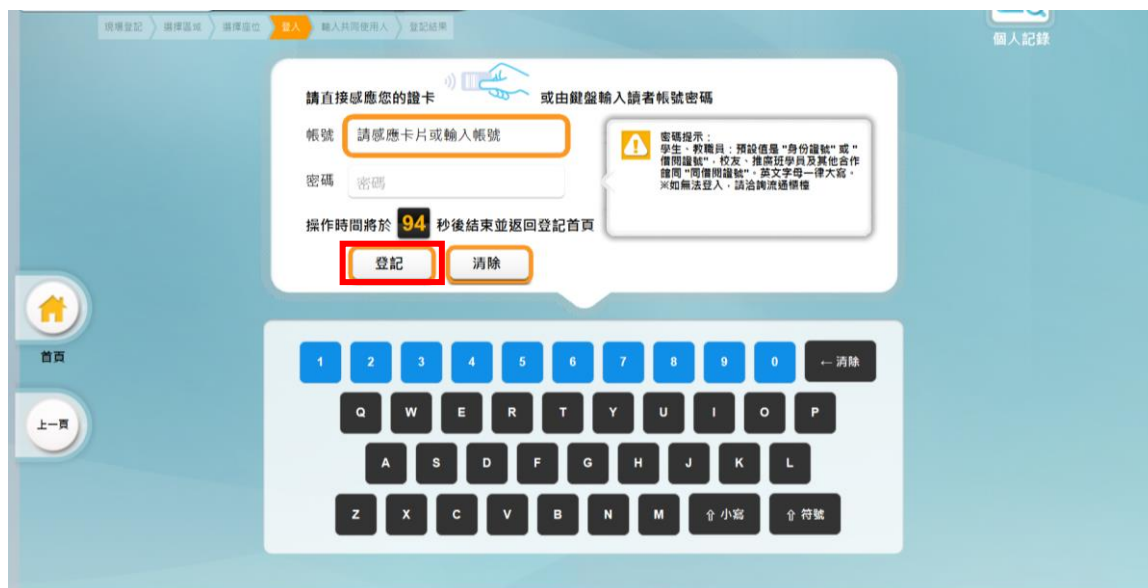 現場登記 選擇區域 選擇座位 登入 輸入共同使用人 登記結果
個人記錄
請直接感應您的證卡 或由鍵盤輸入讀者帳號密碼
帳號 請感應卡片或輸入帳號
密碼 密碼
密碼提示：
學生、教職員：預設值是 "身份證號" 或 "
借閱證號"，校友、推廣班學員及其他合作
館同 "同借閱證號"。英文字母一律大寫。
※如無法登入，請洽詢流通櫃檯
操作時間將於 94 秒後結束並返回登記首頁
登記 清除
首頁
上一頁
1 2 3 4 5 6 7 8 9 0 ←清除
Q W E R T Y U I O P
A S D F G H J K L
Z X C V B N M ⇧小寫 ⇧符號